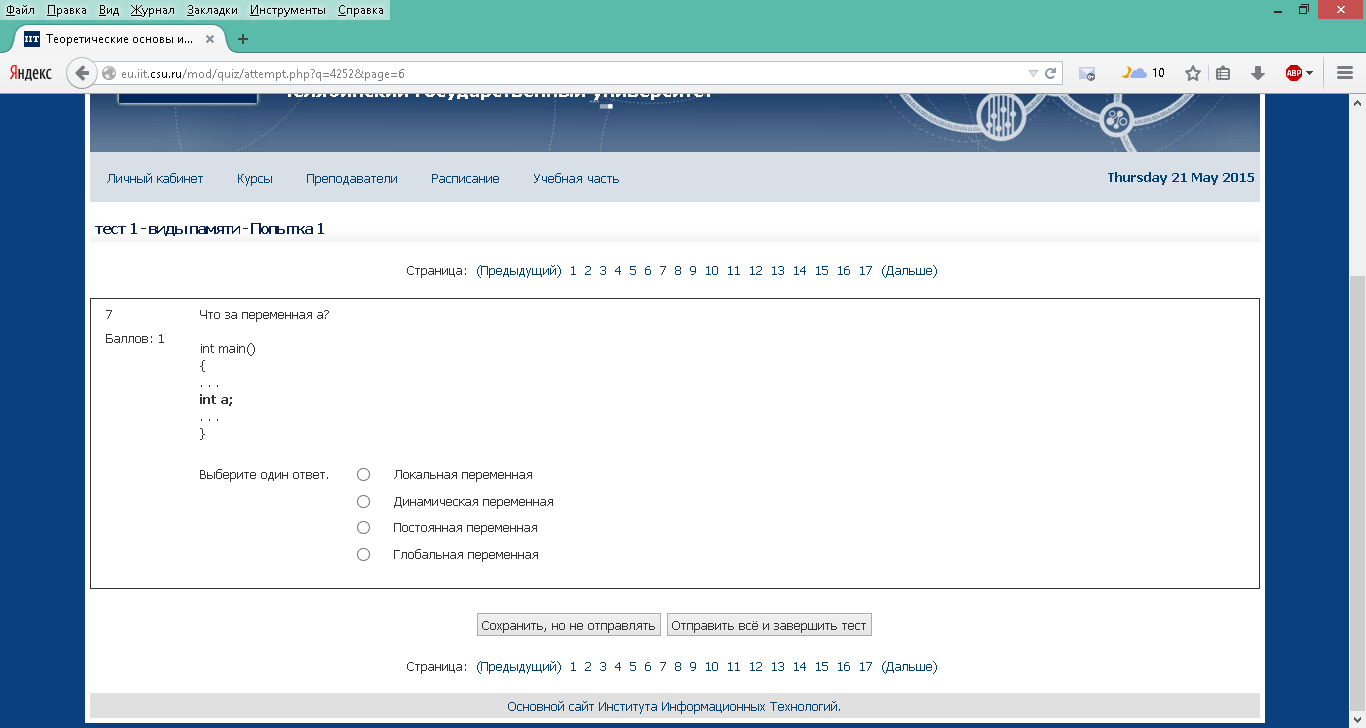 Файл Правка Вид Журнал Закладки Инструменты Справка
IIT Теоретические основы и... × +
Яндекс eu.iit.csu.ru/mod/quiz/attempt.php?q=4252&page=6 10 ABP
Челябинский государственный университет
Личный кабинет Курсы Преподаватели Расписание Учебная часть Thursday 21 May 2015
тест 1 - виды памяти - Попытка 1
Страница: (Предыдущий) 1 2 3 4 5 6 7 8 9 10 11 12 13 14 15 16 17 (Дальше)
7 Что за переменная a?
Баллов: 1
int main()
{
. . .
int a;
. . .
}
Выберите один ответ. Локальная переменная
Динамическая переменная
Постоянная переменная
Глобальная переменная
Сохранить, но не отправлять Отправить всё и завершить тест
Страница: (Предыдущий) 1 2 3 4 5 6 7 8 9 10 11 12 13 14 15 16 17 (Дальше)
Основной сайт Института Информационных Технологий.